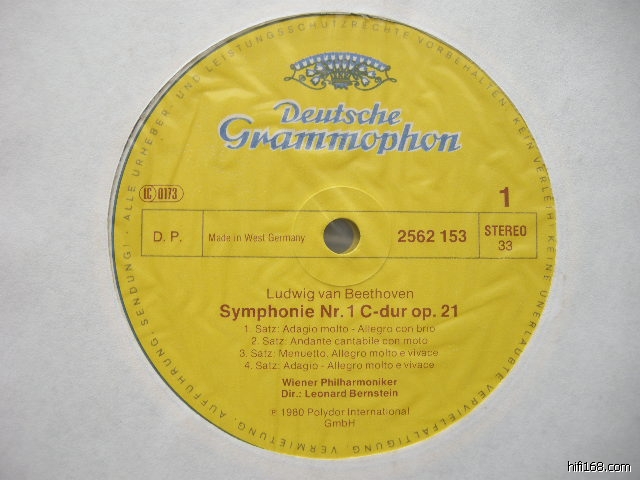 ALLE URHEBER- UND LEISTUNGSSCHUTZRECHTE VORBEHALTEN · KEIN VERLEIH · KEINE UNERLAUBTE VERVIELFÄLTIGUNG, VERMIETUNG, AUFFÜHRUNG, SENDUNG!
Deutsche
Grammophon
LC 0173
1
D. P.
Made in West Germany
2562 153
STEREO
33
Ludwig van Beethoven
Symphonie Nr. 1 C-dur op. 21
1. Satz: Adagio molto - Allegro con brio
2. Satz: Andante cantabile con moto
3. Satz: Menuetto. Allegro molto e vivace
4. Satz: Adagio - Allegro molto e vivace
Wiener Philharmoniker
Dir.: Leonard Bernstein
℗ 1980 Polydor International
GmbH
hifi168.com